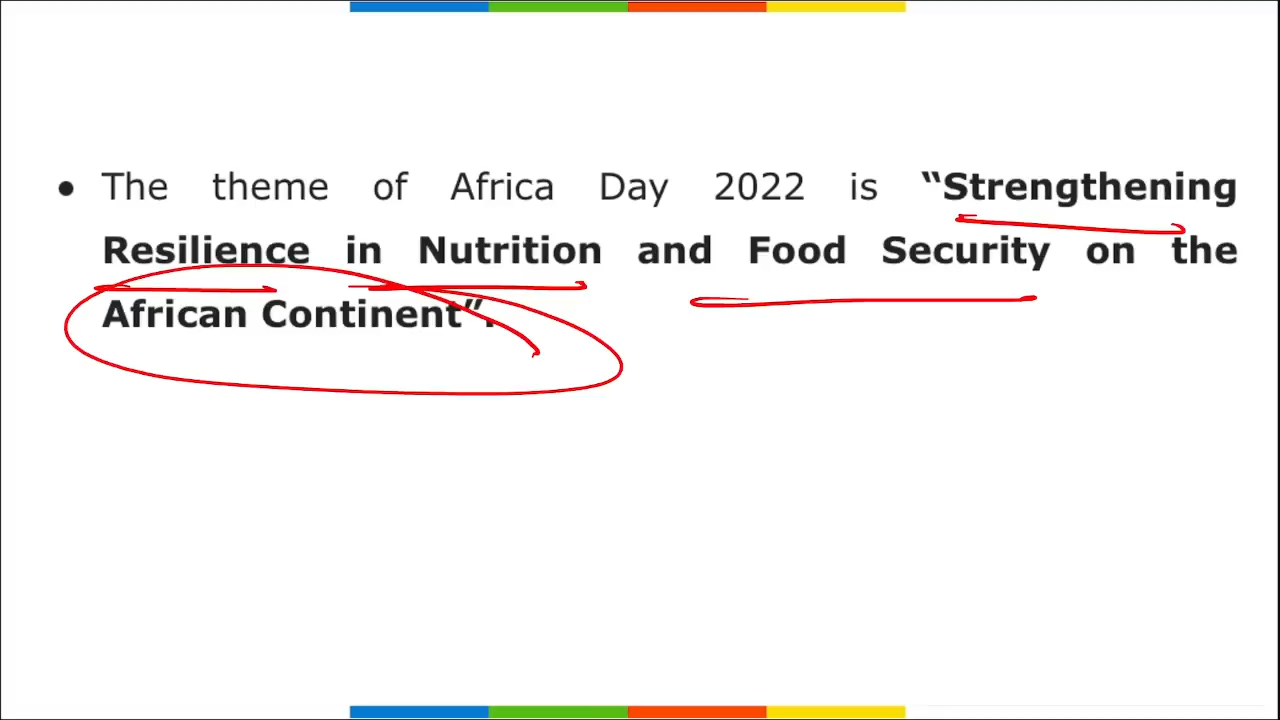 • The theme of Africa Day 2022 is “Strengthening
Resilience in Nutrition and Food Security on the
African Continent”.